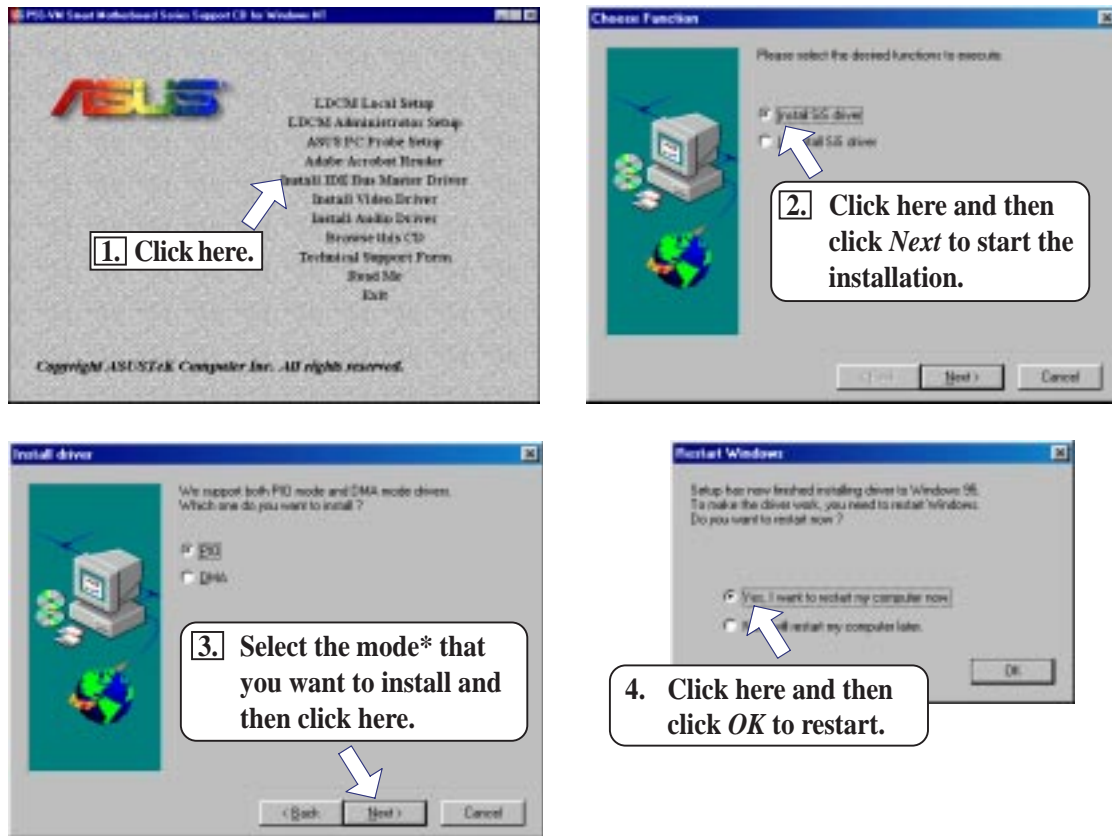 P5S-VM Smart Motherboard Series Support CD for Windows NT
ASUS
LDCM Local Setup
LDCM Administrator Setup
ASUS PC Probe Setup
Adobe Acrobat Reader
Install IDE Bus Master Driver
Install Video Driver
Install Audio Driver
Browse this CD
Technical Support Form
Read Me
Exit
1. Click here.
Copyright ASUSTeK Computer Inc. All rights reserved.
Choose Function
Please select the desired functions to execute.
Install SiS driver
SiS driver
2. Click here and then
click Next to start the
installation.
Next >
Cancel
Install driver
We support both PIO mode and DMA mode drivers.
Which one do you want to install ?
PIO
DMA
3. Select the mode* that
you want to install and
then click here.
< Back
Next >
Cancel
Restart Windows
Setup has now finished installing driver to Windows 95.
To make the driver work, you need to restart Windows.
Do you want to restart now ?
Yes, I want to restart my computer now.
will restart my computer later.
OK
4. Click here and then
click OK to restart.